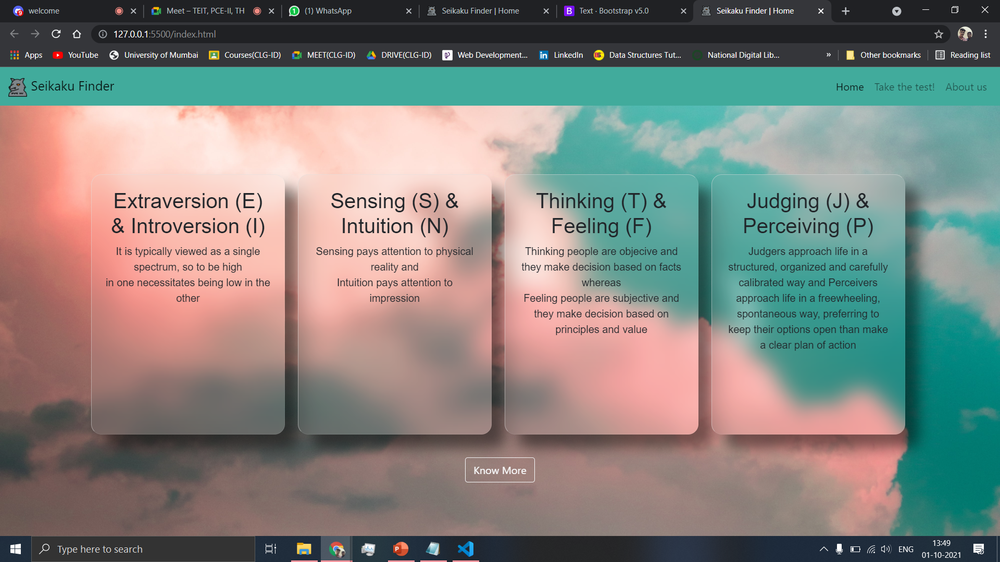 welcome
Meet – TEIT, PCE-II, TH
(1) WhatsApp
Seikaku Finder | Home
Text · Bootstrap v5.0
Seikaku Finder | Home
127.0.0.1:5500/index.html
Apps
YouTube
University of Mumbai
Courses(CLG-ID)
MEET(CLG-ID)
DRIVE(CLG-ID)
Web Development...
LinkedIn
Data Structures Tut...
National Digital Lib...
»
Other bookmarks
Reading list
Seikaku Finder
Home
Take the test!
About us
Extraversion (E)
& Introversion (I)
It is typically viewed as a single
spectrum, so to be high
in one necessitates being low in the
other
Sensing (S) &
Intuition (N)
Sensing pays attention to physical
reality and
Intuition pays attention to
impression
Thinking (T) &
Feeling (F)
Thinking people are objecive and
they make decision based on facts
whereas
Feeling people are subjective and
they make decision based on
principles and value
Judging (J) &
Perceiving (P)
Judgers approach life in a
structured, organized and carefully
calibrated way and Perceivers
approach life in a freewheeling,
spontaneous way, preferring to
keep their options open than make
a clear plan of action
Know More
Type here to search
ENG
13:49
01-10-2021